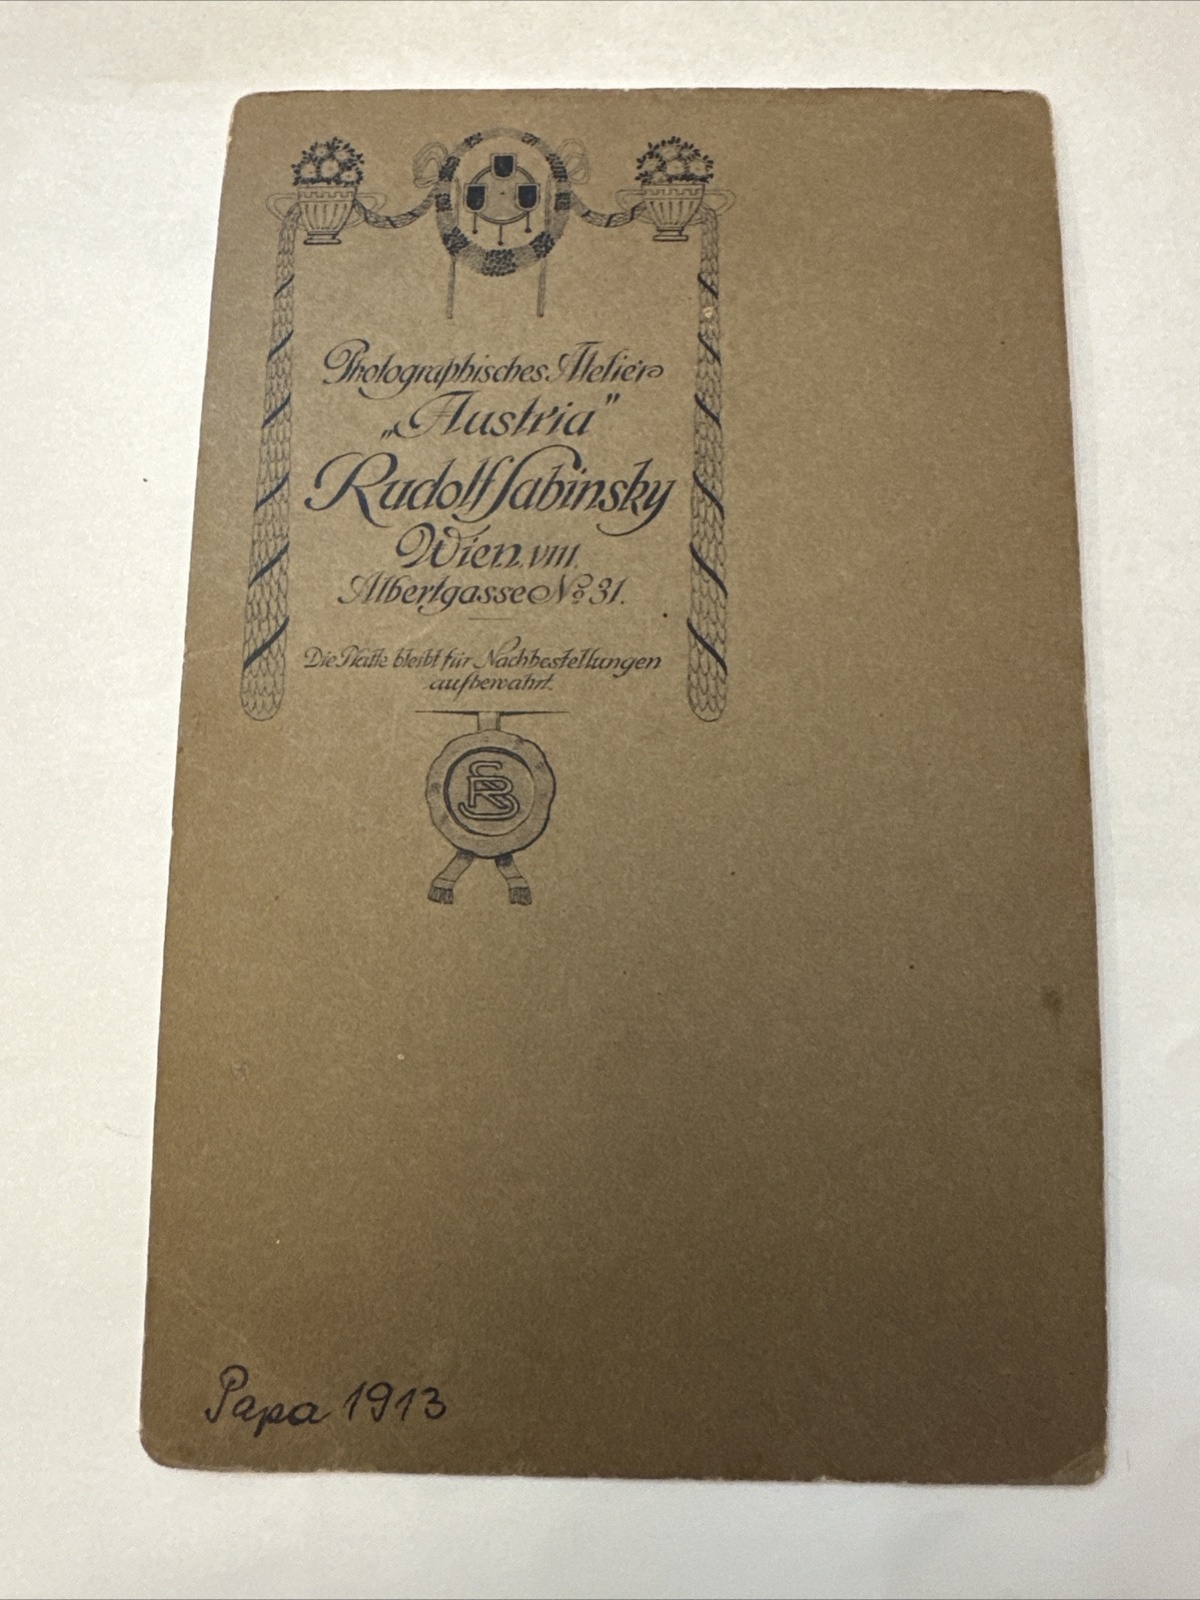 Photographisches Atelier
„Austria”
Rudolf Sabinsky
Wien, VIII.
Albertgasse No 31.
Die Platte bleibt für Nachbestellungen
aufbewahrt.
Papa 1913